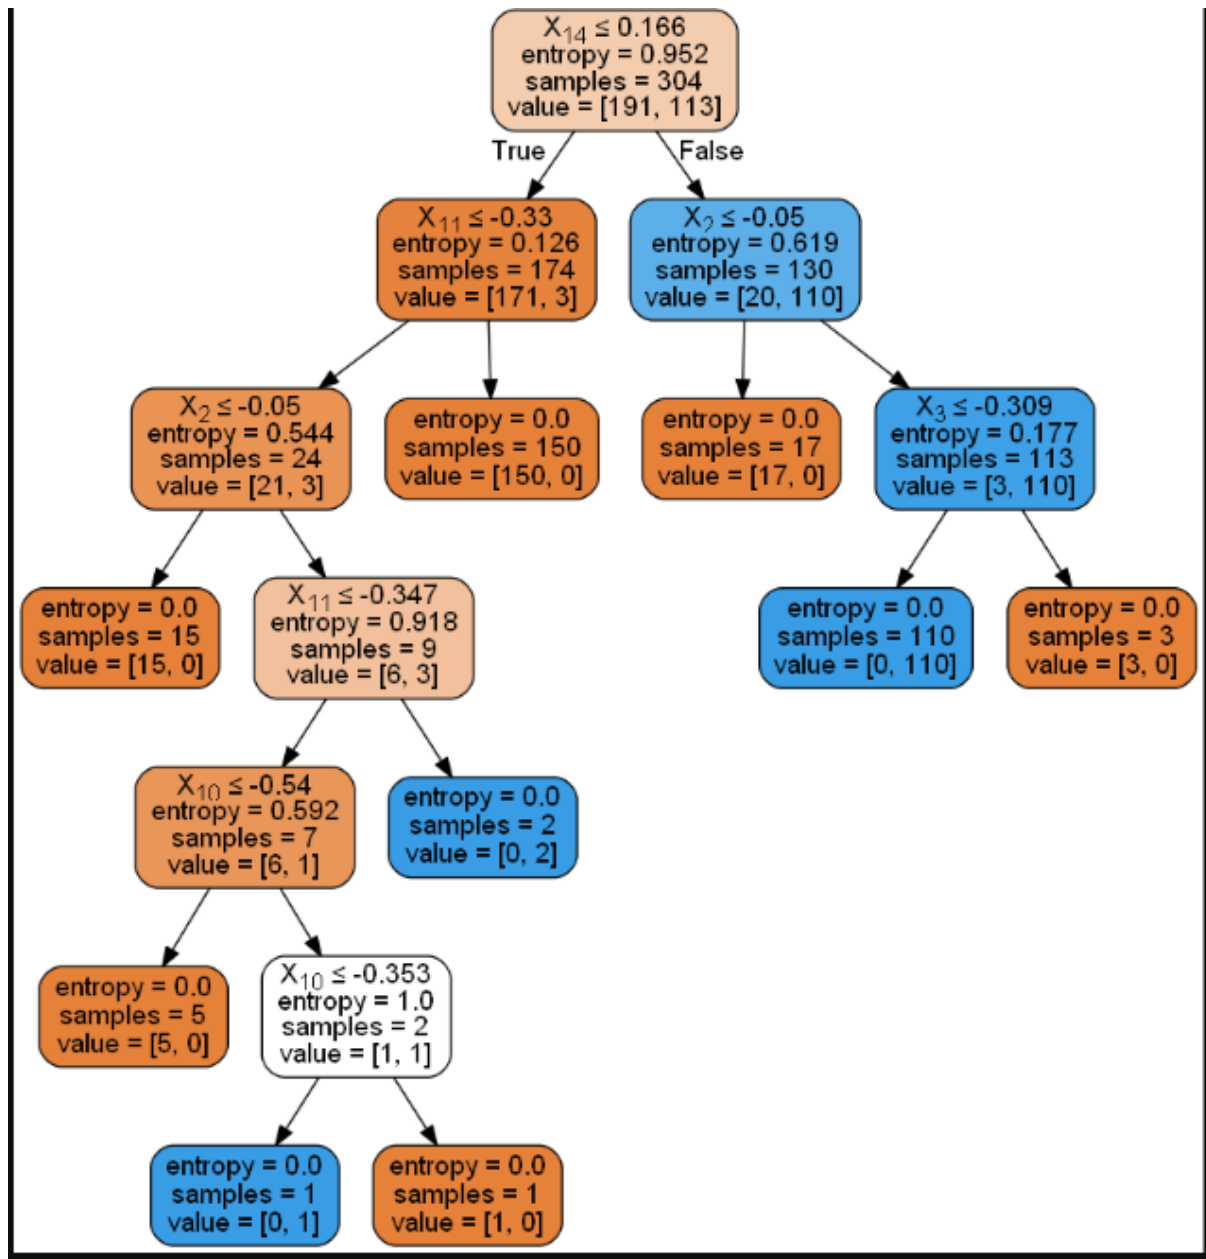 X₁₄ ≤ 0.166
entropy = 0.952
samples = 304
value = [191, 113]
True
False
X₁₁ ≤ -0.33
entropy = 0.126
samples = 174
value = [171, 3]
X₂ ≤ -0.05
entropy = 0.619
samples = 130
value = [20, 110]
X₂ ≤ -0.05
entropy = 0.544
samples = 24
value = [21, 3]
entropy = 0.0
samples = 150
value = [150, 0]
entropy = 0.0
samples = 17
value = [17, 0]
X₃ ≤ -0.309
entropy = 0.177
samples = 113
value = [3, 110]
entropy = 0.0
samples = 15
value = [15, 0]
X₁₁ ≤ -0.347
entropy = 0.918
samples = 9
value = [6, 3]
entropy = 0.0
samples = 110
value = [0, 110]
entropy = 0.0
samples = 3
value = [3, 0]
X₁₀ ≤ -0.54
entropy = 0.592
samples = 7
value = [6, 1]
entropy = 0.0
samples = 2
value = [0, 2]
entropy = 0.0
samples = 5
value = [5, 0]
X₁₀ ≤ -0.353
entropy = 1.0
samples = 2
value = [1, 1]
entropy = 0.0
samples = 1
value = [0, 1]
entropy = 0.0
samples = 1
value = [1, 0]